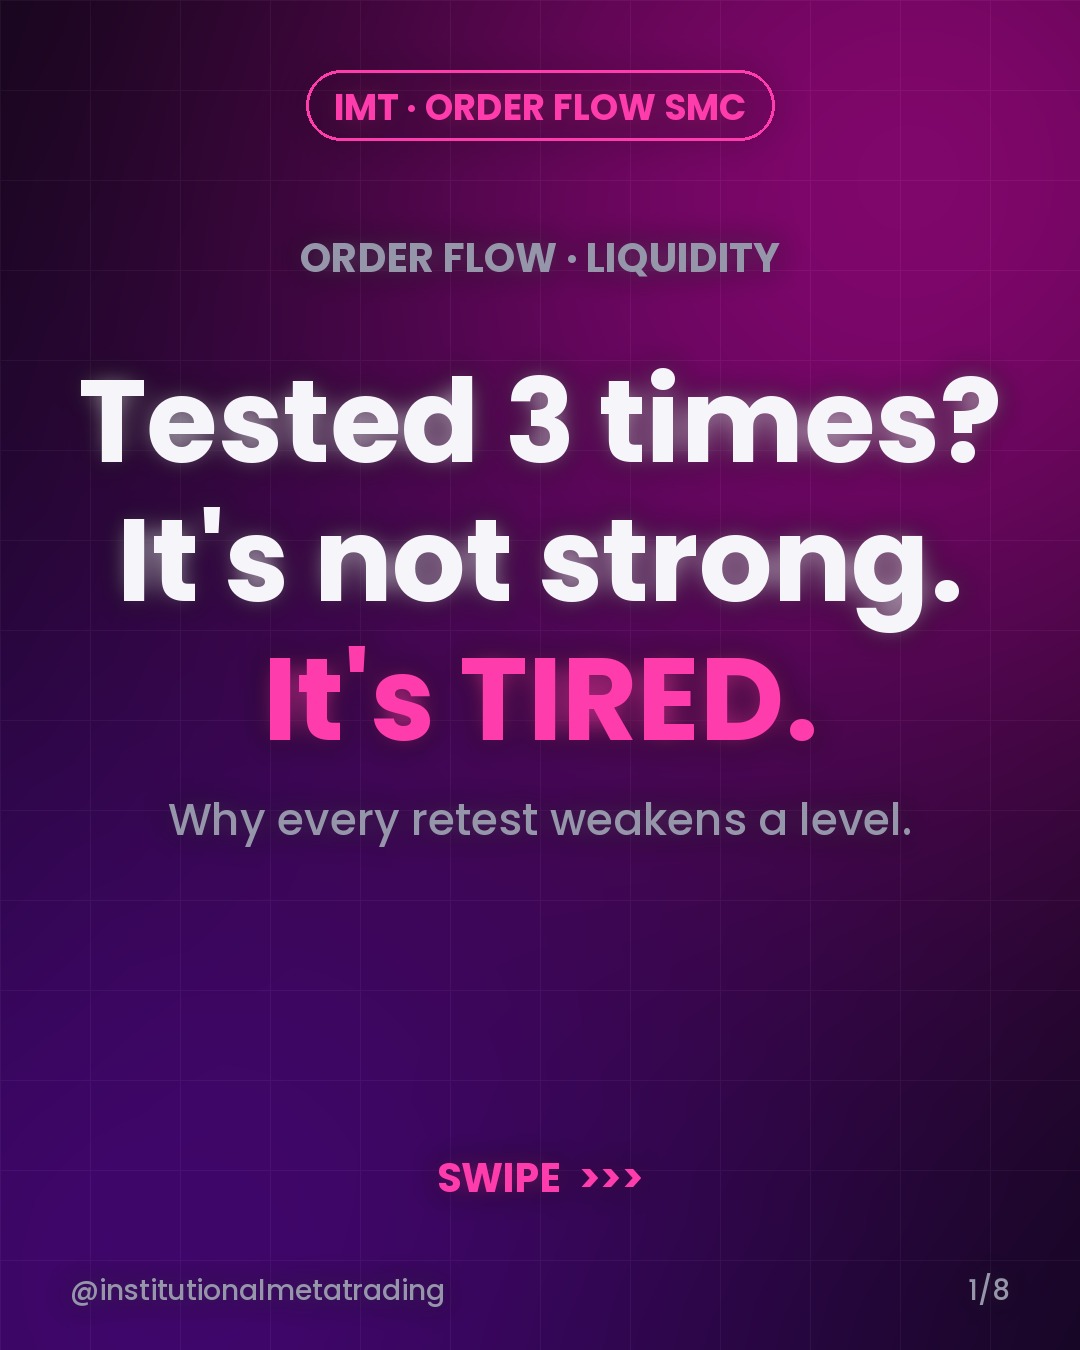 IMT · ORDER FLOW SMC
ORDER FLOW · LIQUIDITY
Tested 3 times?
It's not strong.
It's TIRED.
Why every retest weakens a level.
SWIPE >>>
@institutionalmetatrading
1/8